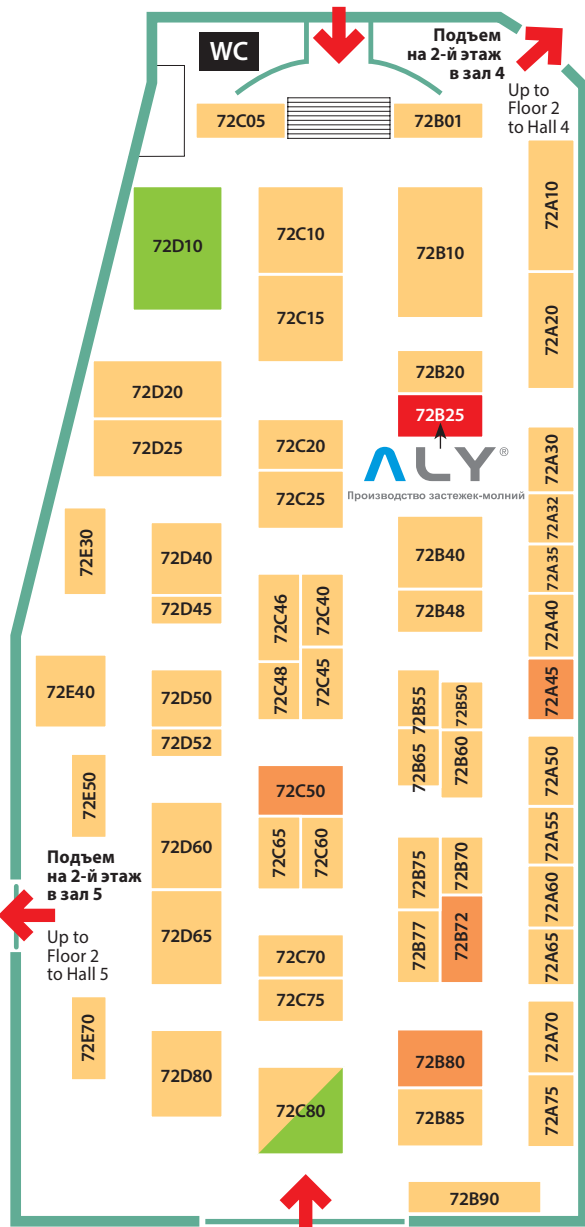 WC
Подъем
на 2-й этаж
в зал 4
Up to
Floor 2
to Hall 4
72C05
72B01
72A10
72D10
72C10
72B10
72C15
72A20
72B20
72D20
72B25
72D25
72C20
ALY®
Производство застежек-молний
72A30
72C25
72A32
72E30
72D40
72B40
72A35
72D45
72C46
72C40
72B48
72A40
72E40
72D50
72C48
72C45
72B55
72B50
72A45
72D52
72B65
72B60
72E50
72C50
72A50
72D60
72C65
72C60
72A55
Подъем
на 2-й этаж
в зал 5
Up to
Floor 2
to Hall 5
72B75
72B70
72A60
72D65
72B77
72B72
72C70
72A65
72C75
72E70
72D80
72B80
72A70
72C80
72B85
72A75
72B90